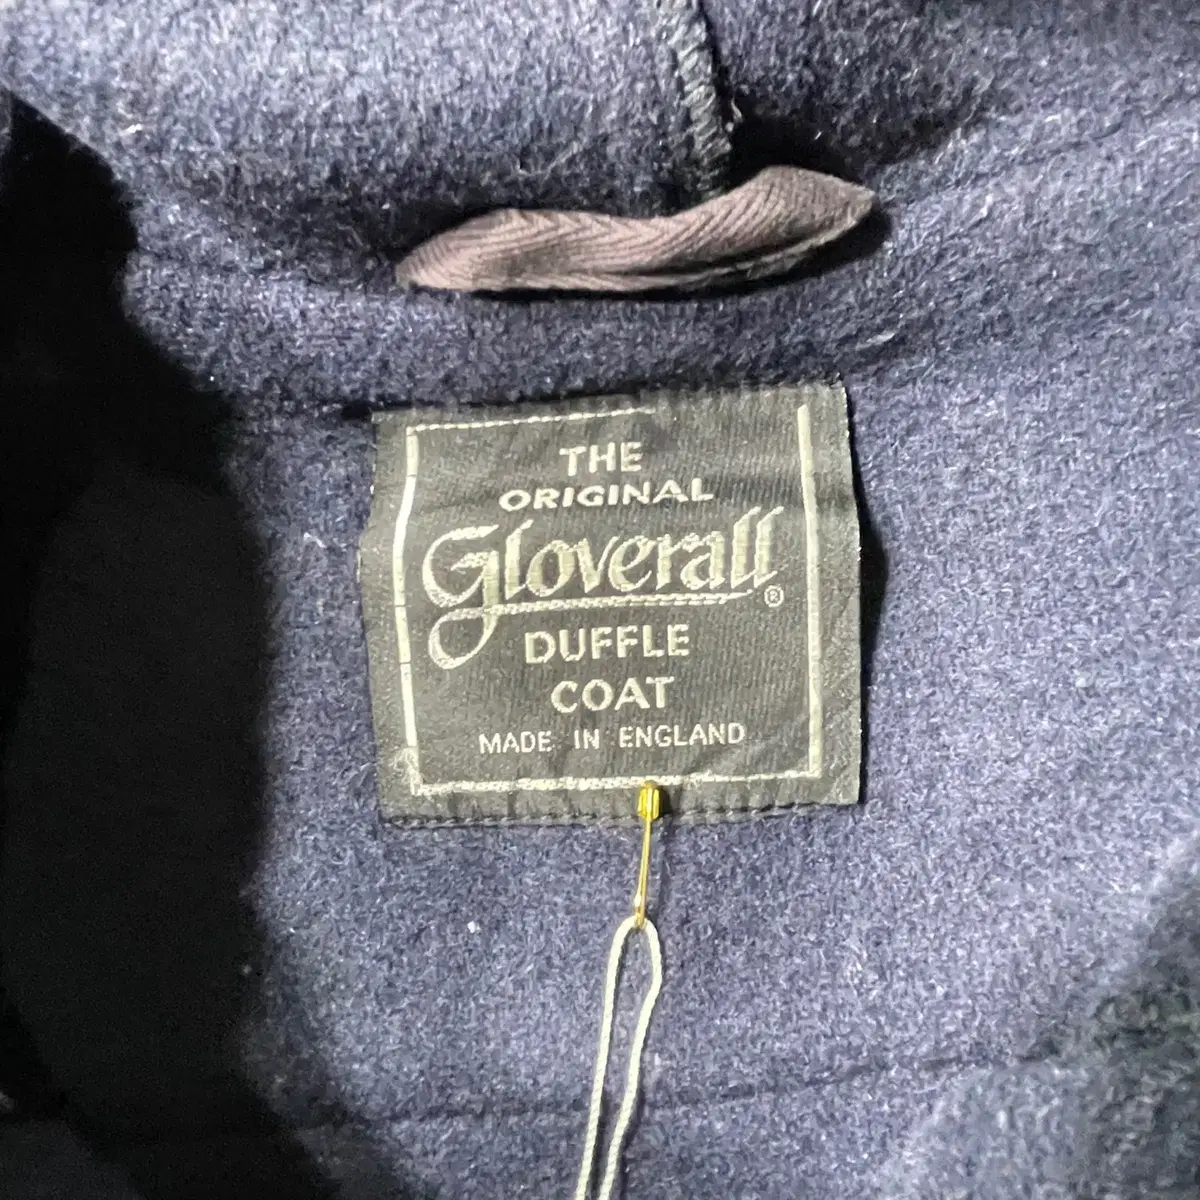 THE
ORIGINAL
Gloverall®
DUFFLE
COAT
MADE IN ENGLAND